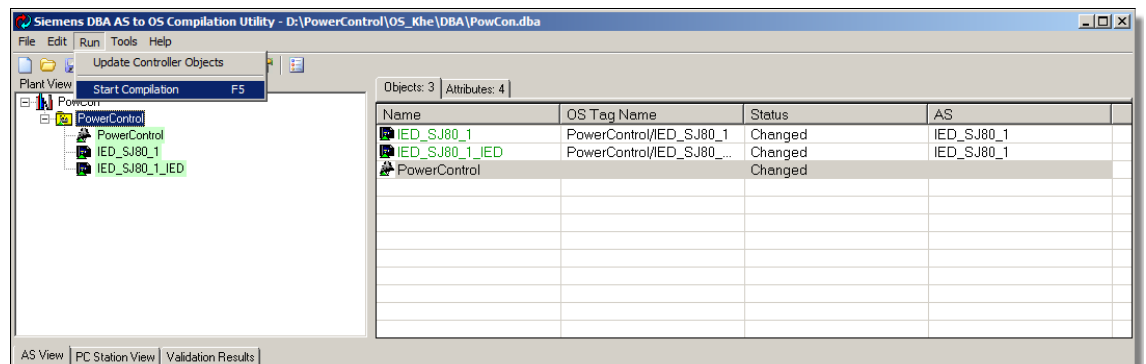 Siemens DBA AS to OS Compilation Utility - D:\PowerControl\OS_Khe\DBA\PowCon.dba
File Edit Run Tools Help
Update Controller Objects
Start Compilation F5
Plant View
PowCon
PowerControl
PowerControl
IED_SJ80_1
IED_SJ80_1_IED
Objects: 3 Attributes: 4
Name OS Tag Name Status AS
IED_SJ80_1 PowerControl/IED_SJ80_1 Changed IED_SJ80_1
IED_SJ80_1_IED PowerControl/IED_SJ80_... Changed IED_SJ80_1
PowerControl Changed
AS View PC Station View Validation Results